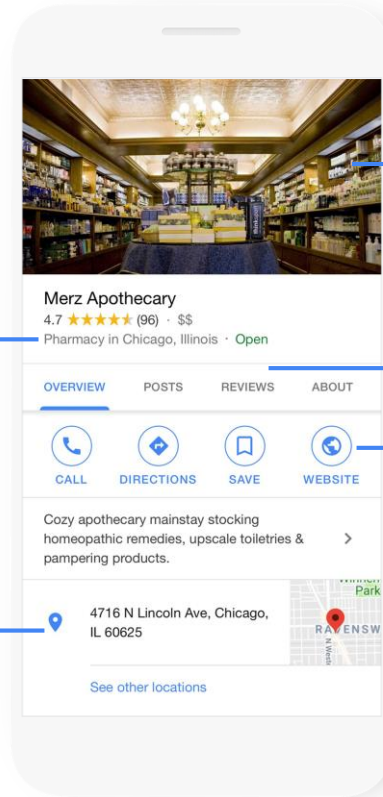 Merz Apothecary
4.7 ★★★★★ (96) · $$
Pharmacy in Chicago, Illinois · Open
OVERVIEW POSTS REVIEWS ABOUT
CALL DIRECTIONS SAVE WEBSITE
Cozy apothecary mainstay stocking
homeopathic remedies, upscale toiletries &
pampering products.
4716 N Lincoln Ave, Chicago,
IL 60625
Park
See other locations